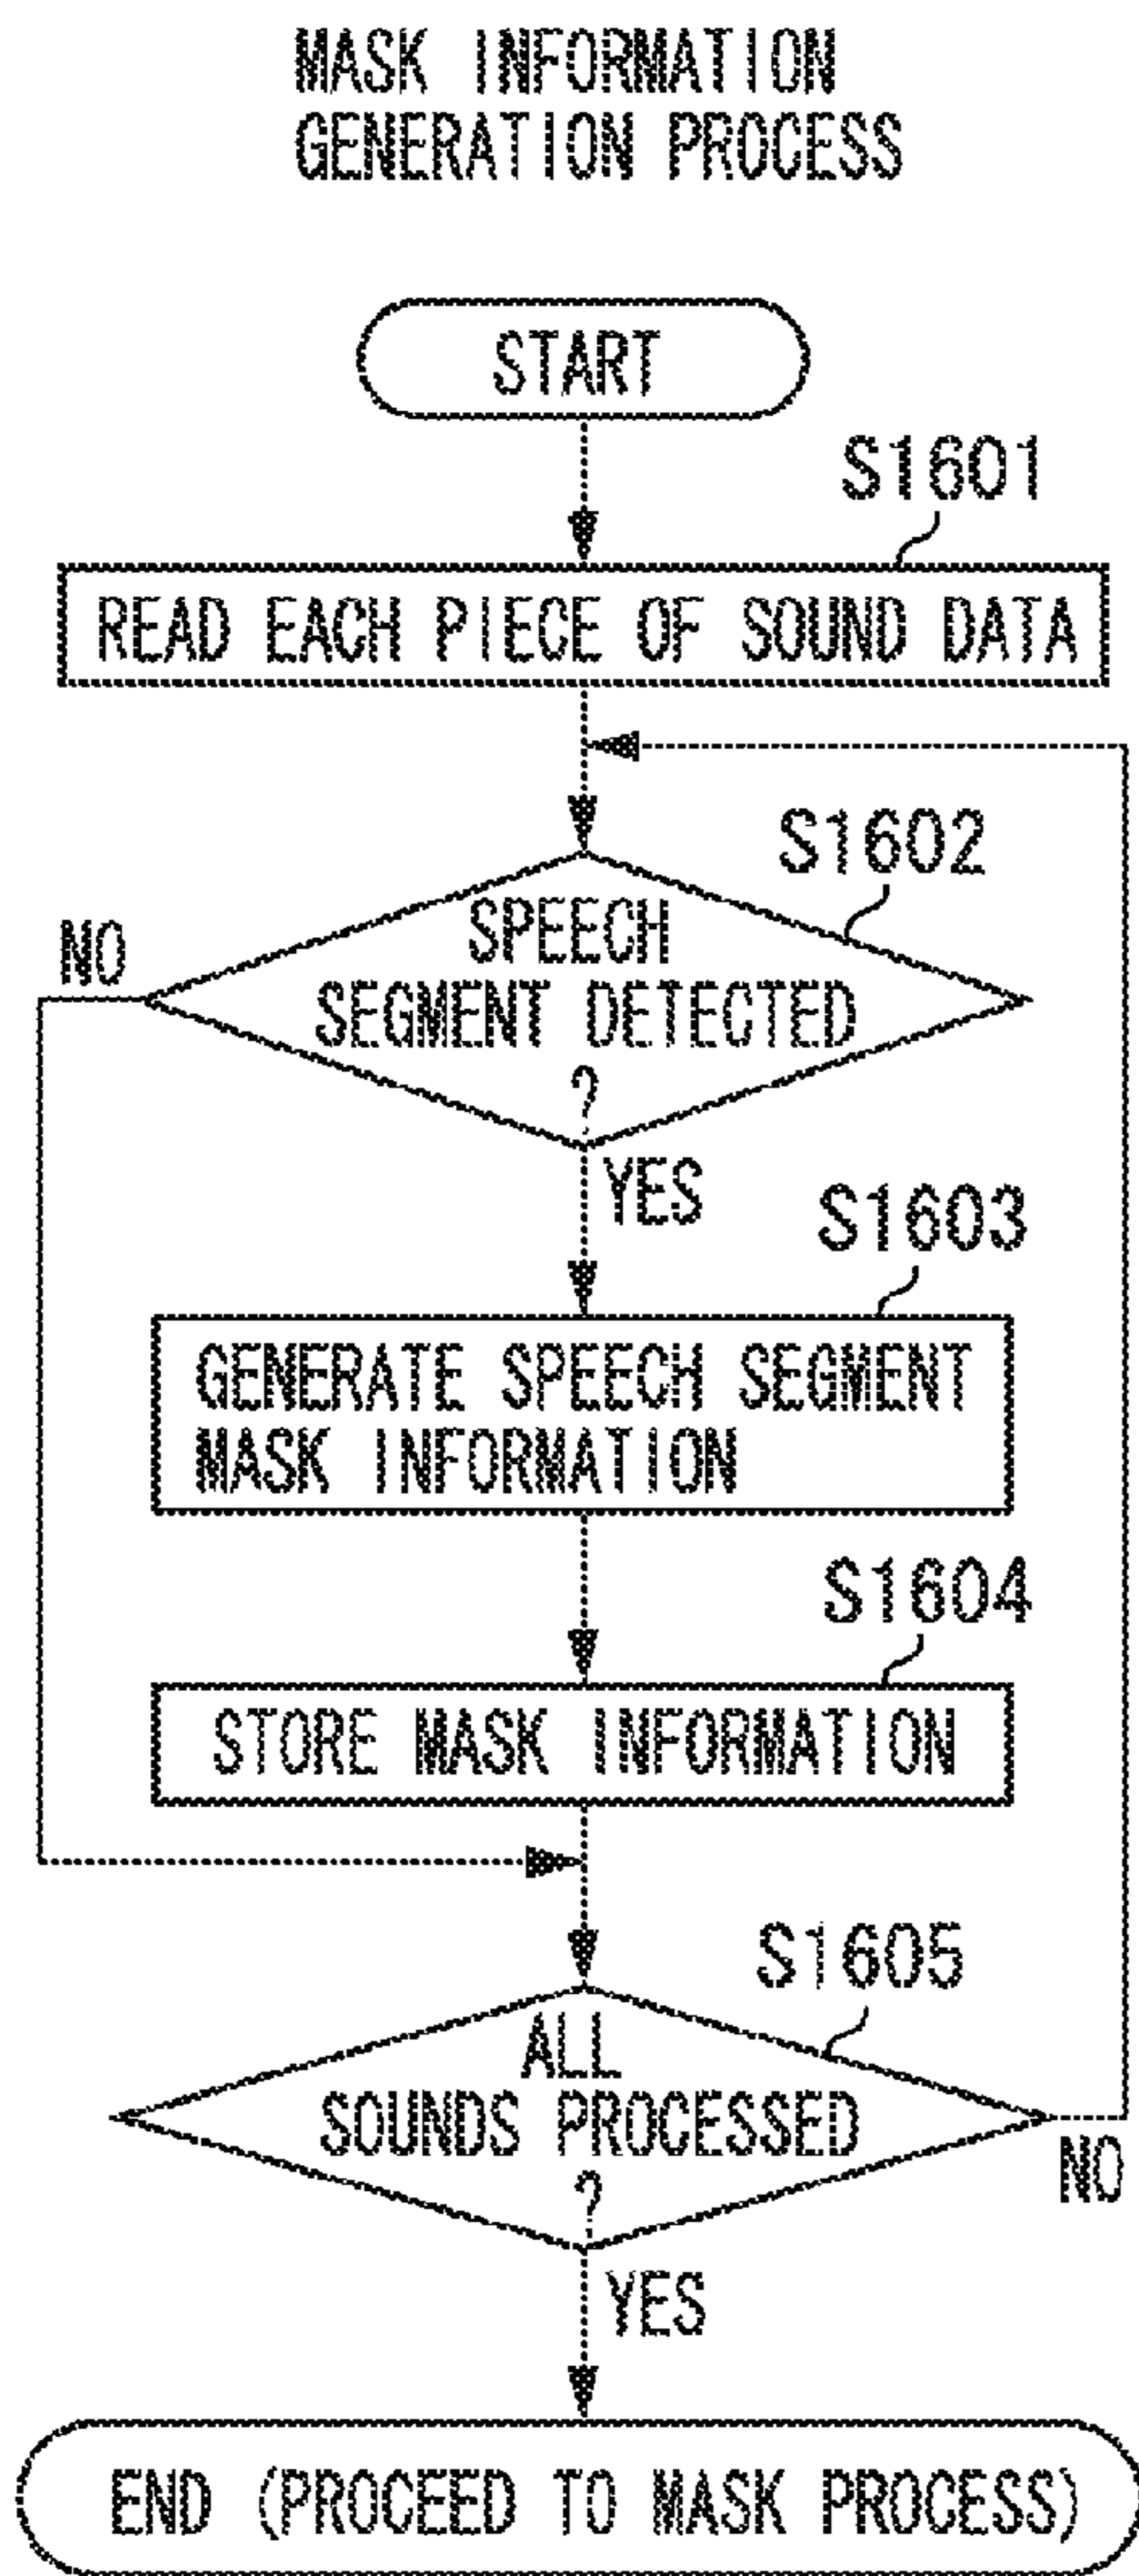 MASK INFORMATION
GENERATION PROCESS
START
S1601
READ EACH PIECE OF SOUND DATA
S1602
SPEECH
SEGMENT DETECTED
?
NO
YES
S1603
GENERATE SPEECH SEGMENT
MASK INFORMATION
S1604
STORE MASK INFORMATION
S1605
ALL
SOUNDS PROCESSED
?
NO
YES
END (PROCEED TO MASK PROCESS)